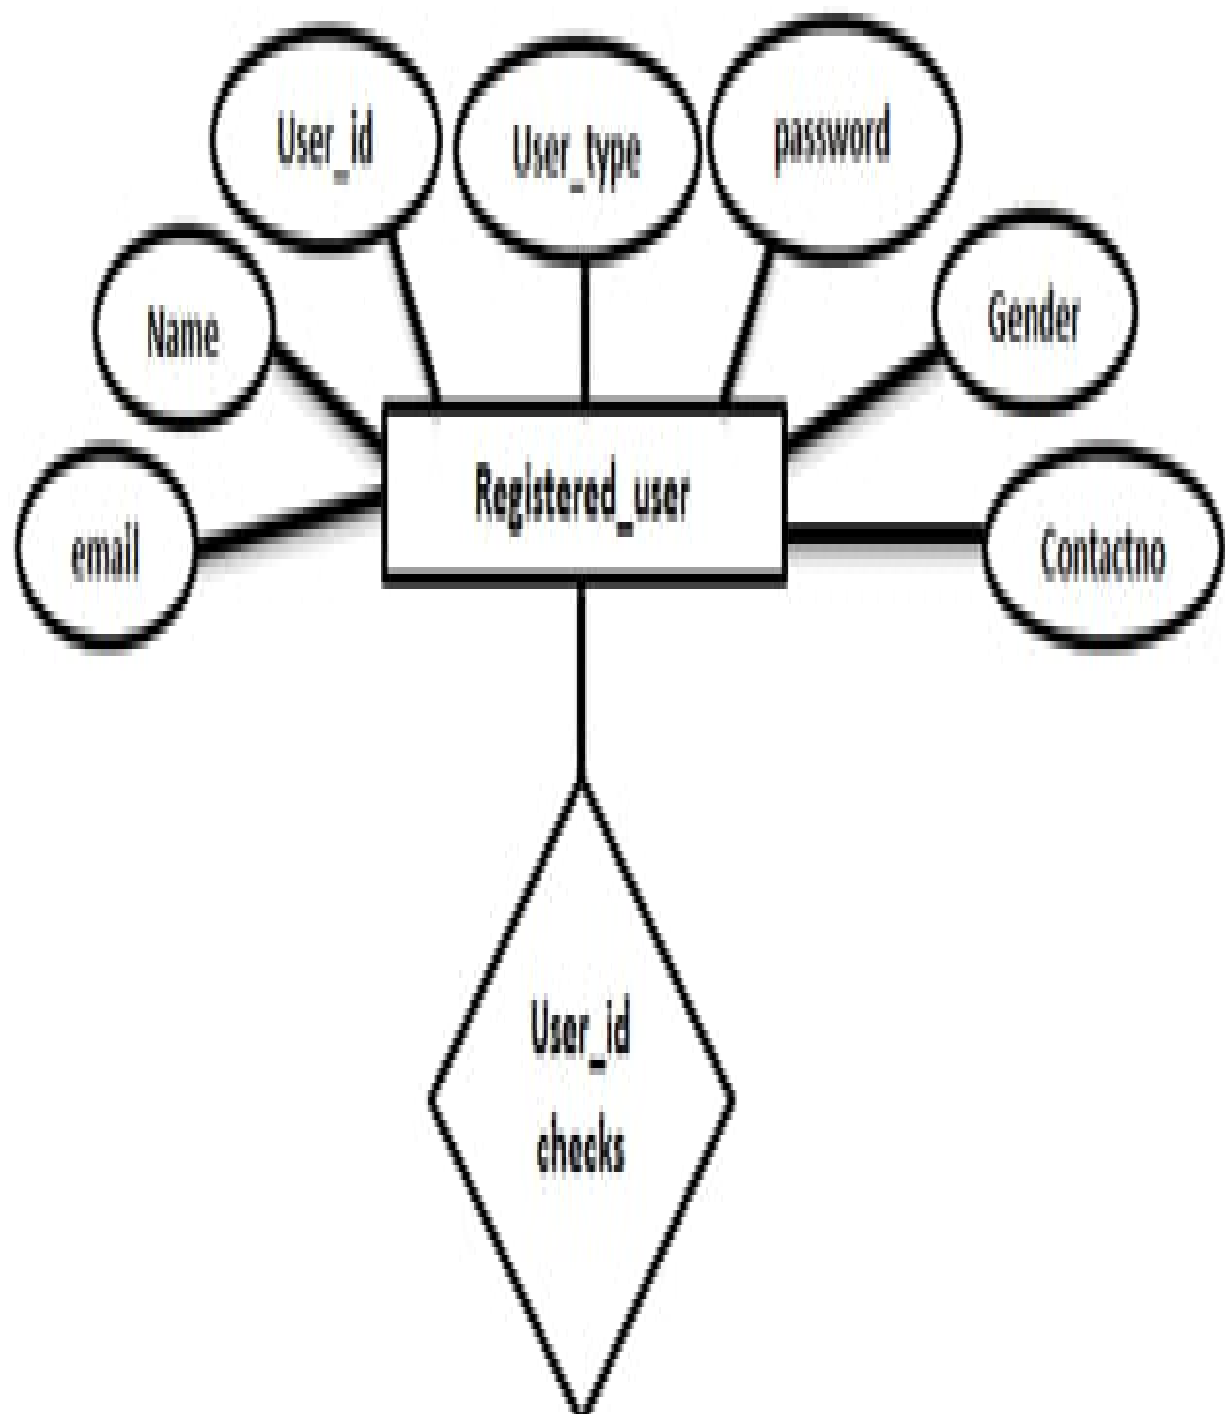 User_id
User_type
password
Name
Gender
email
Registered_user
Contactno
User_id
checks